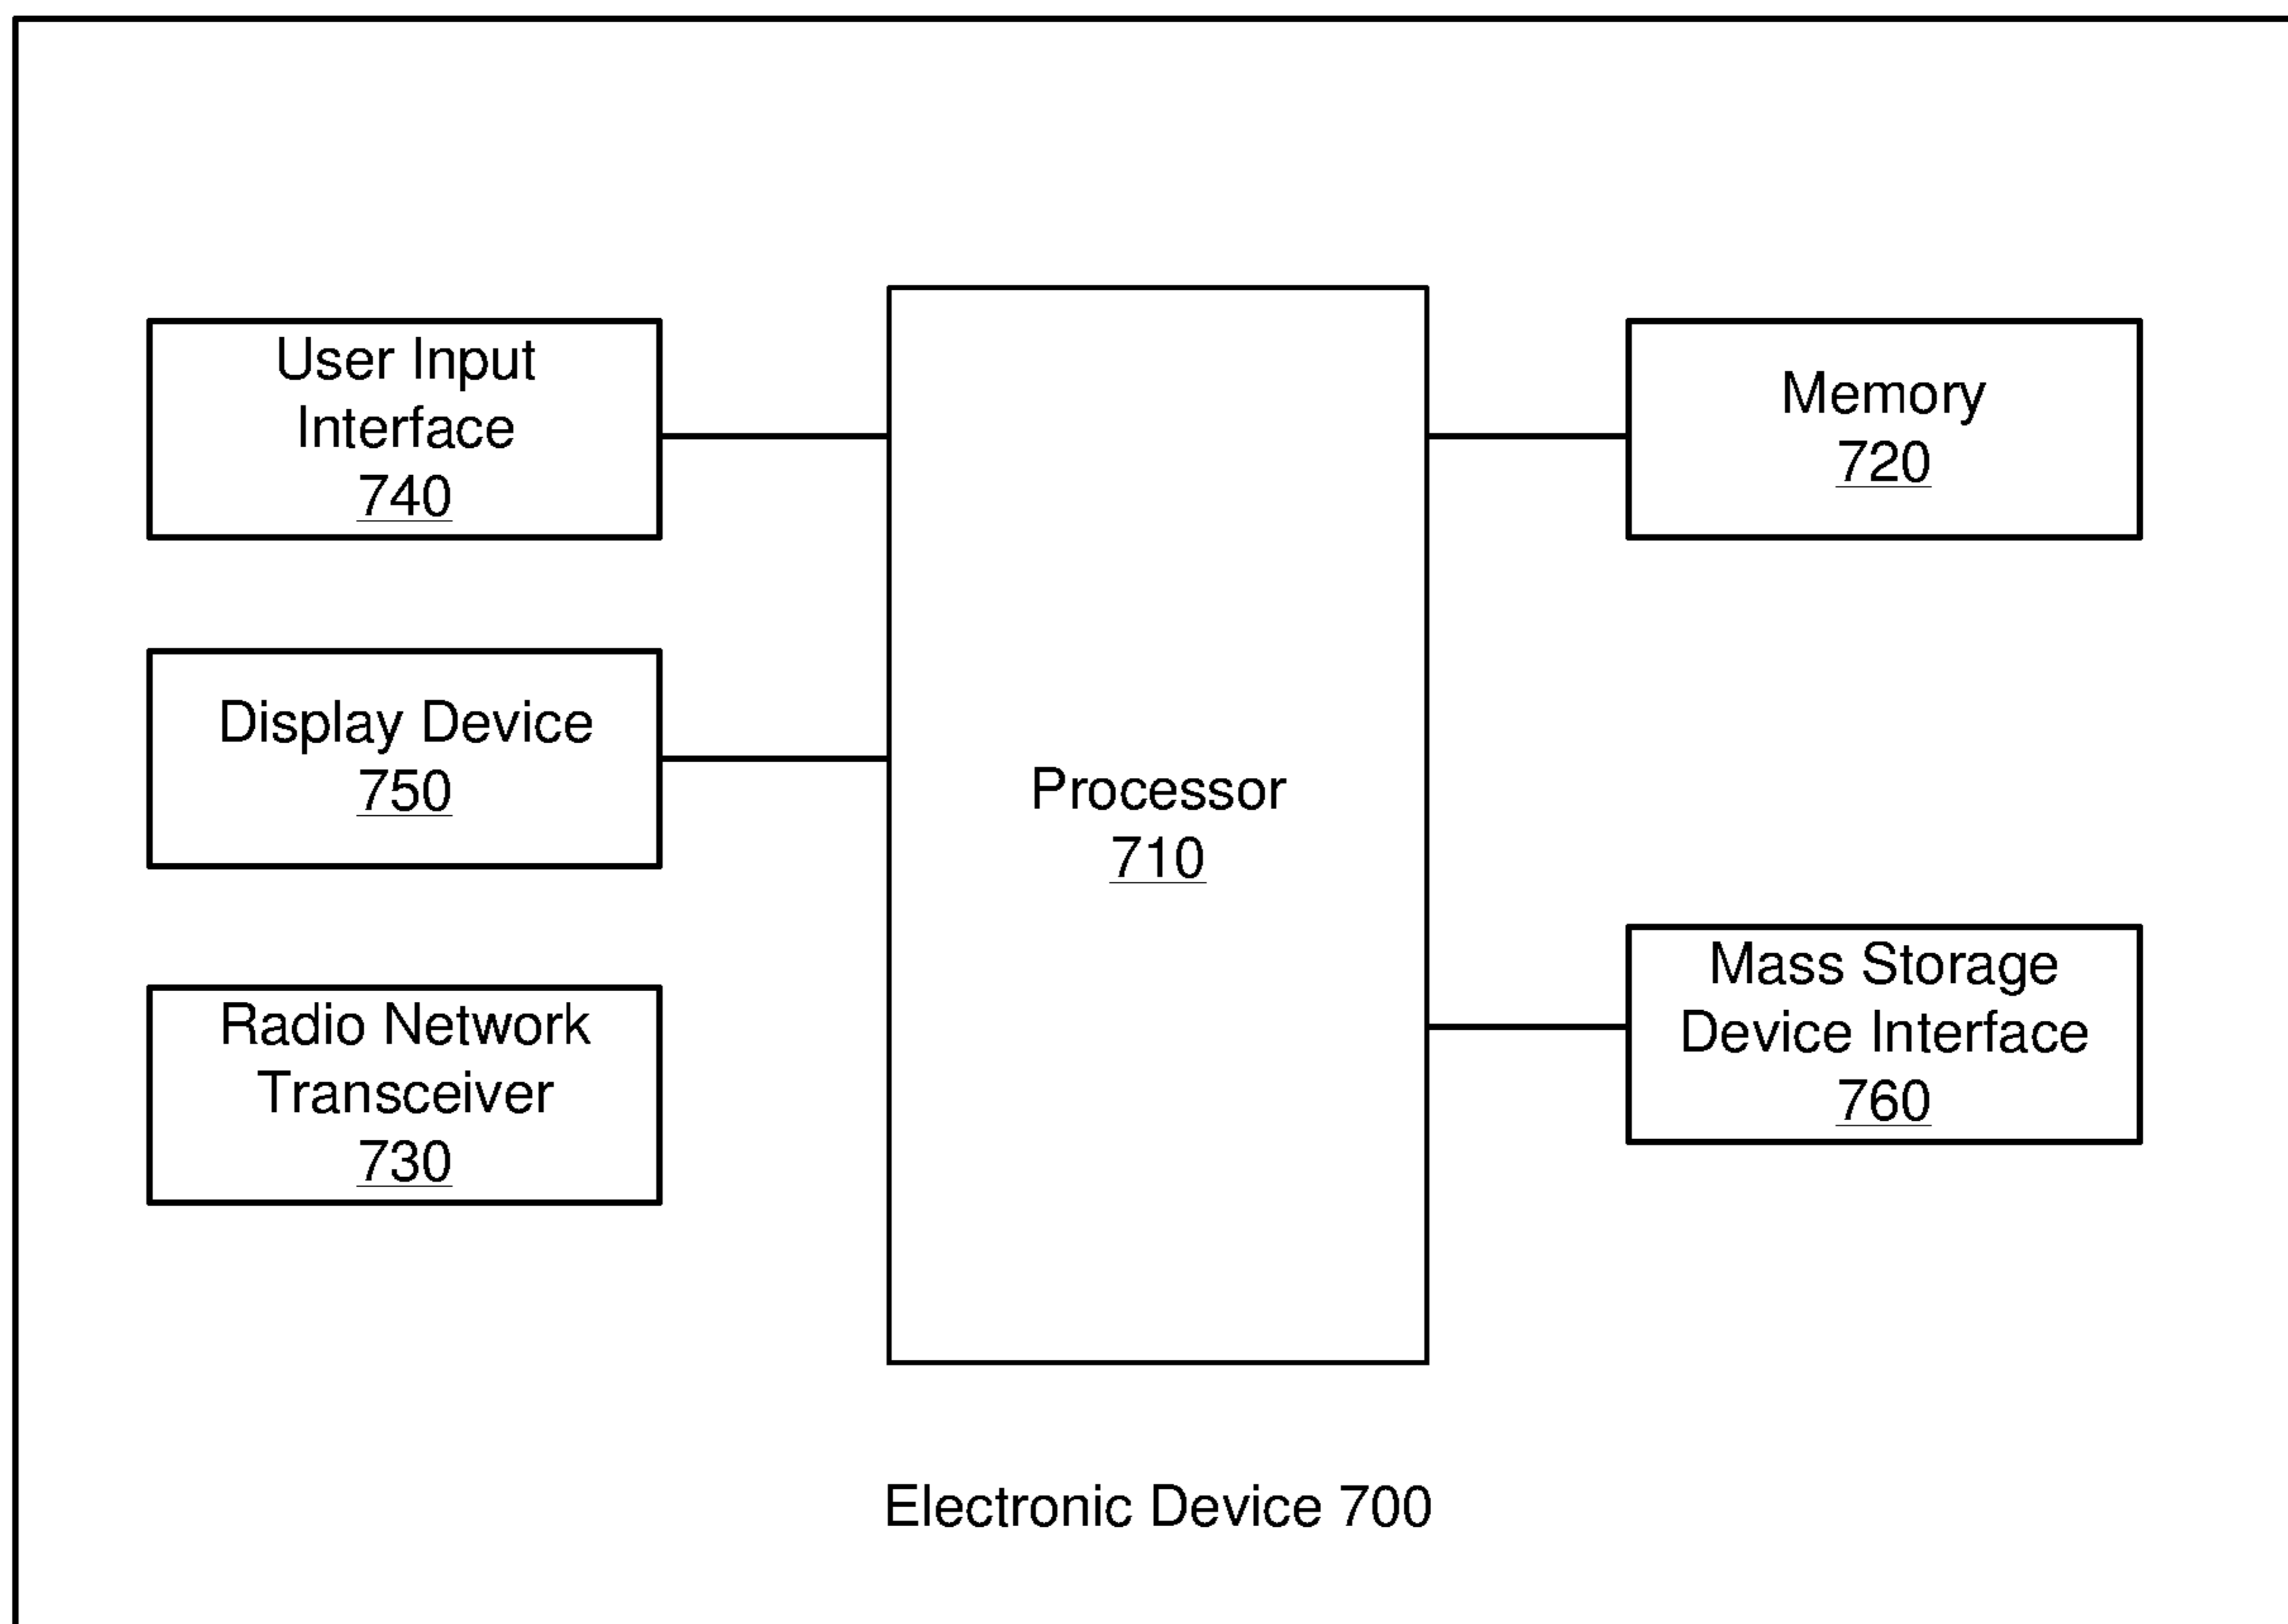 User Input
Interface
740
Display Device
750
Radio Network
Transceiver
730
Processor
710
Memory
720
Mass Storage
Device Interface
760
Electronic Device 700